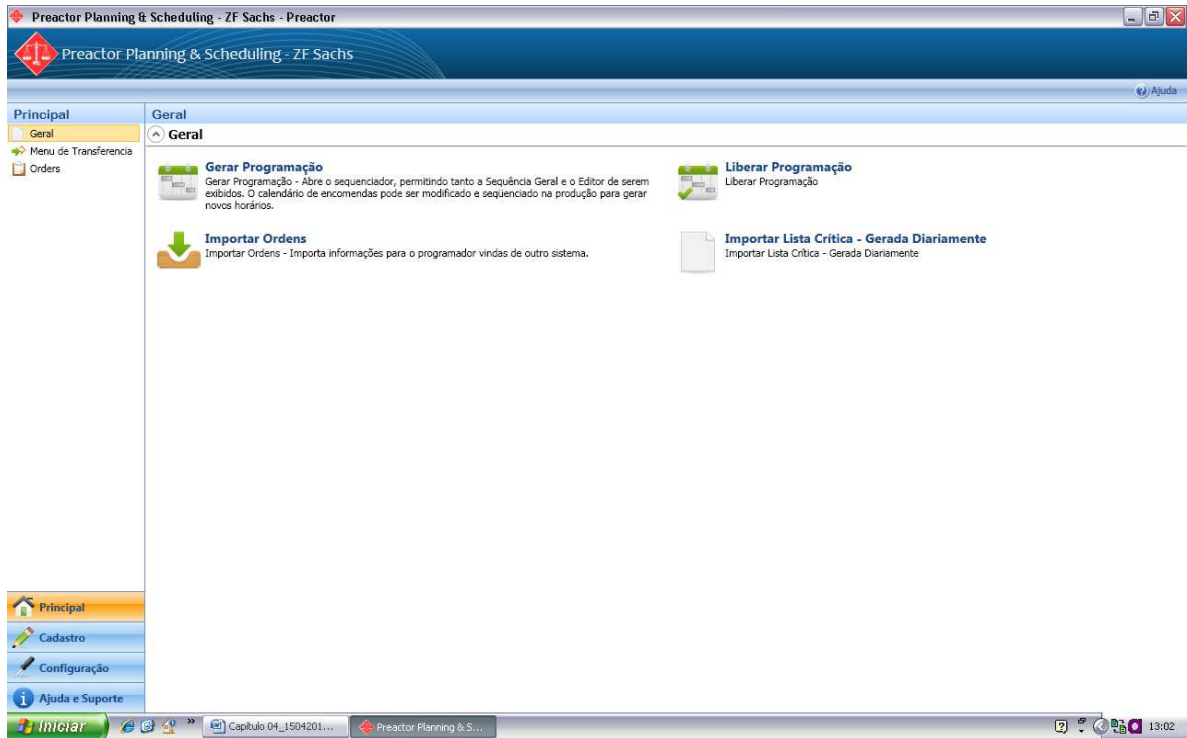 Preactor Planning & Scheduling - ZF Sachs - Preactor
Preactor Planning & Scheduling - ZF Sachs
Ajuda
Principal
Geral
Menu de Transferencia
Orders
Geral
Geral
Gerar Programação
Gerar Programação - Abre o sequenciador, permitindo tanto a Sequência Geral e o Editor de serem
exibidos. O calendário de encomendas pode ser modificado e seqüenciado na produção para gerar
novos horários.
Liberar Programação
Liberar Programação
Importar Ordens
Importar Ordens - Importa informações para o programador vindas de outro sistema.
Importar Lista Crítica - Gerada Diariamente
Importar Lista Crítica - Gerada Diariamente
Principal
Cadastro
Configuração
Ajuda e Suporte
Iniciar
Capítulo 04_1504201...
Preactor Planning & S...
13:02